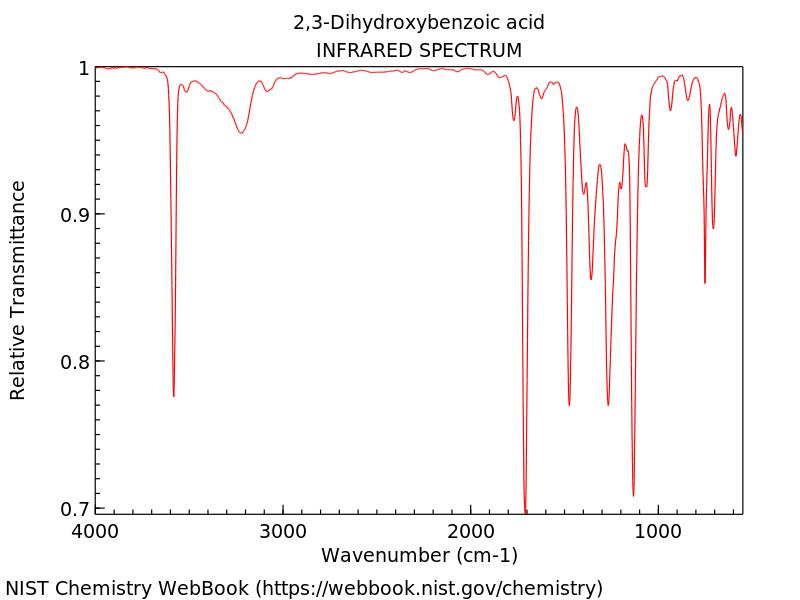 2,3-Dihydroxybenzoic acid
INFRARED SPECTRUM
1
0.9
0.8
0.7
Relative Transmittance
4000 3000 2000 1000
Wavenumber (cm-1)
NIST Chemistry WebBook (https://webbook.nist.gov/chemistry)